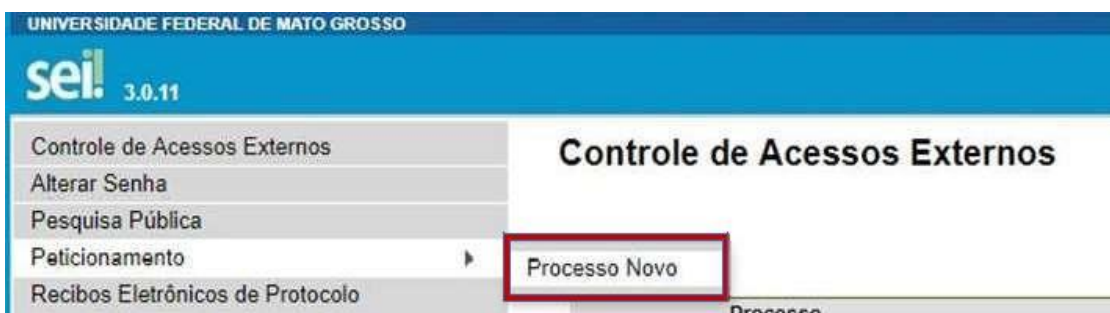 UNIVERSIDADE FEDERAL DE MATO GROSSO
sei! 3.0.11
Controle de Acessos Externos
Alterar Senha
Pesquisa Pública
Peticionamento
Recibos Eletrônicos de Protocolo
Controle de Acessos Externos
Processo Novo
Processo